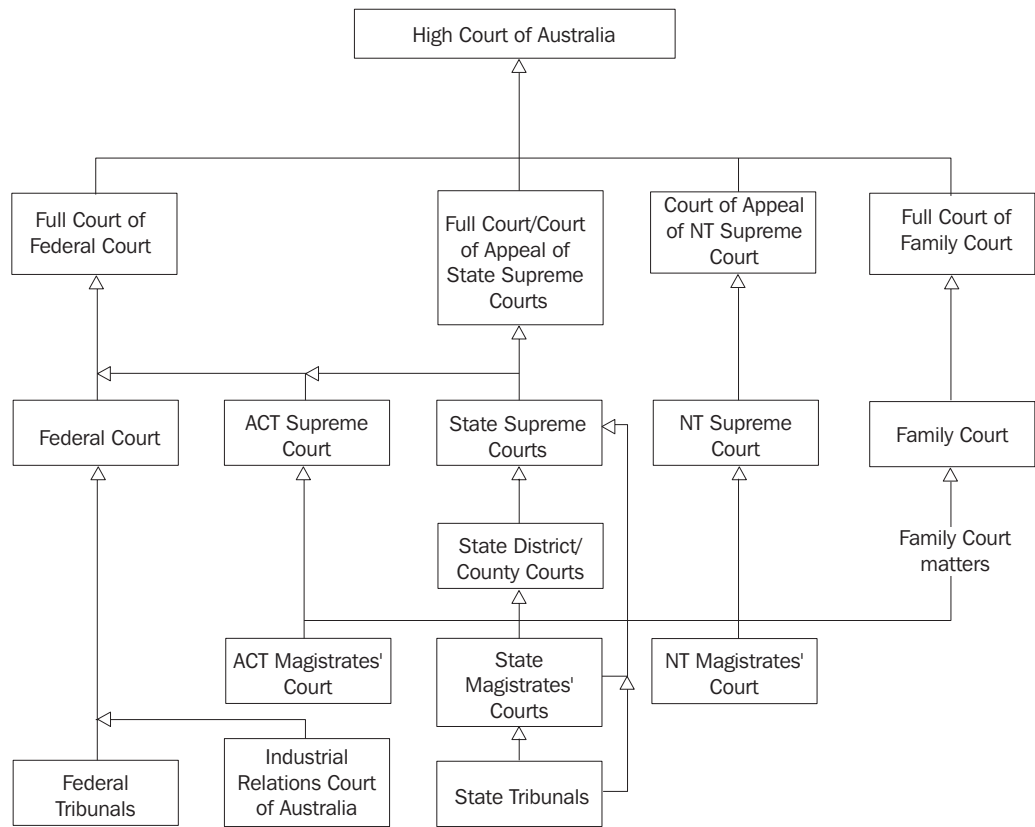 High Court of Australia
Full Court of
Federal Court
Full Court/Court
of Appeal of
State Supreme
Courts
Court of Appeal
of NT Supreme
Court
Full Court of
Family Court
Federal Court
ACT Supreme
Court
State Supreme
Courts
NT Supreme
Court
Family Court
State District/
County Courts
Family Court
matters
ACT Magistrates'
Court
State
Magistrates'
Courts
NT Magistrates'
Court
Federal
Tribunals
Industrial
Relations Court
of Australia
State Tribunals